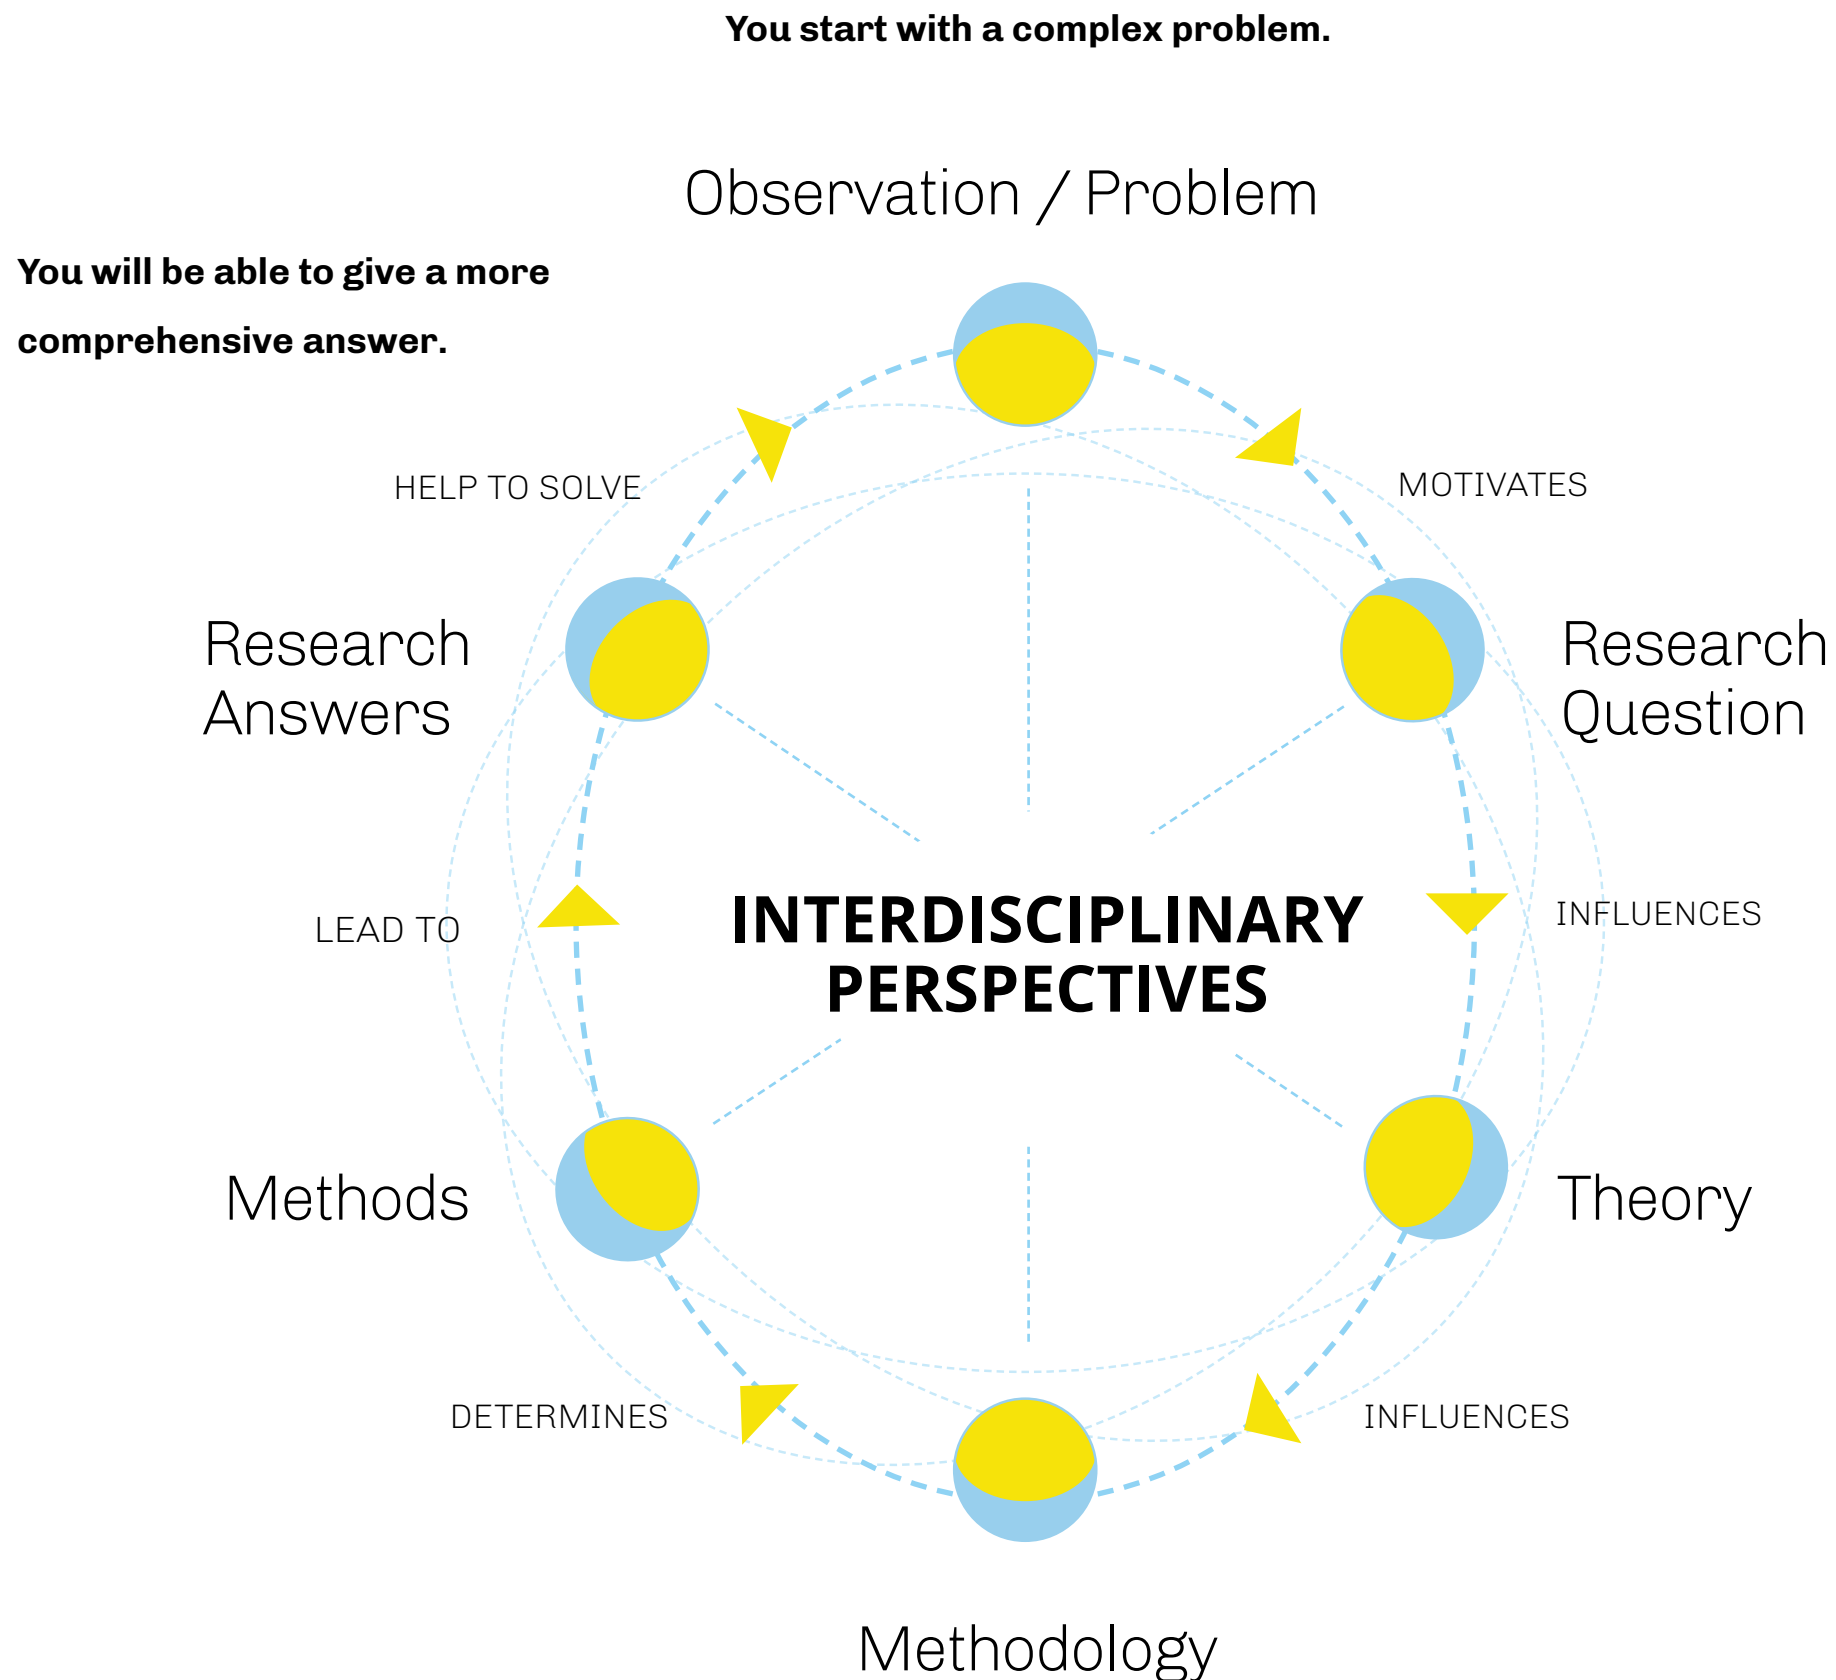 You start with a complex problem.
Observation / Problem
You will be able to give a more
comprehensive answer.
HELP TO SOLVE
MOTIVATES
Research
Answers
Research
Question
LEAD TO
INTERDISCIPLINARY
PERSPECTIVES
INFLUENCES
Methods
Theory
DETERMINES
INFLUENCES
Methodology